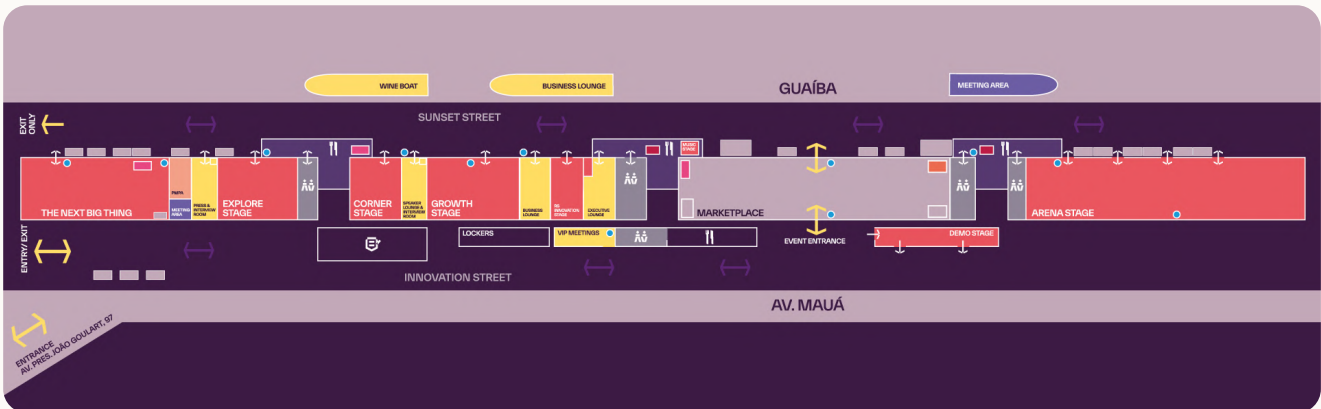 WINE BOAT
BUSINESS LOUNGE
GUAÍBA
MEETING AREA
EXIT
ONLY
SUNSET STREET
MUSIC
STAGE
THE NEXT BIG THING
PMPA
MEETING
AREA
PRESS &
INTERVIEW
ROOM
EXPLORE
STAGE
CORNER
STAGE
SPEAKER
LOUNGE &
INTERVIEW
ROOM
GROWTH
STAGE
BUSINESS
LOUNGE
RS
INNOVATION
STAGE
EXECUTIVE
LOUNGE
MARKETPLACE
ARENA STAGE
ENTRY/ EXIT
LOCKERS
VIP MEETINGS
EVENT ENTRANCE
DEMO STAGE
INNOVATION STREET
AV. MAUÁ
ENTRANCE
AV. PRES. JOÃO GOULART, 97